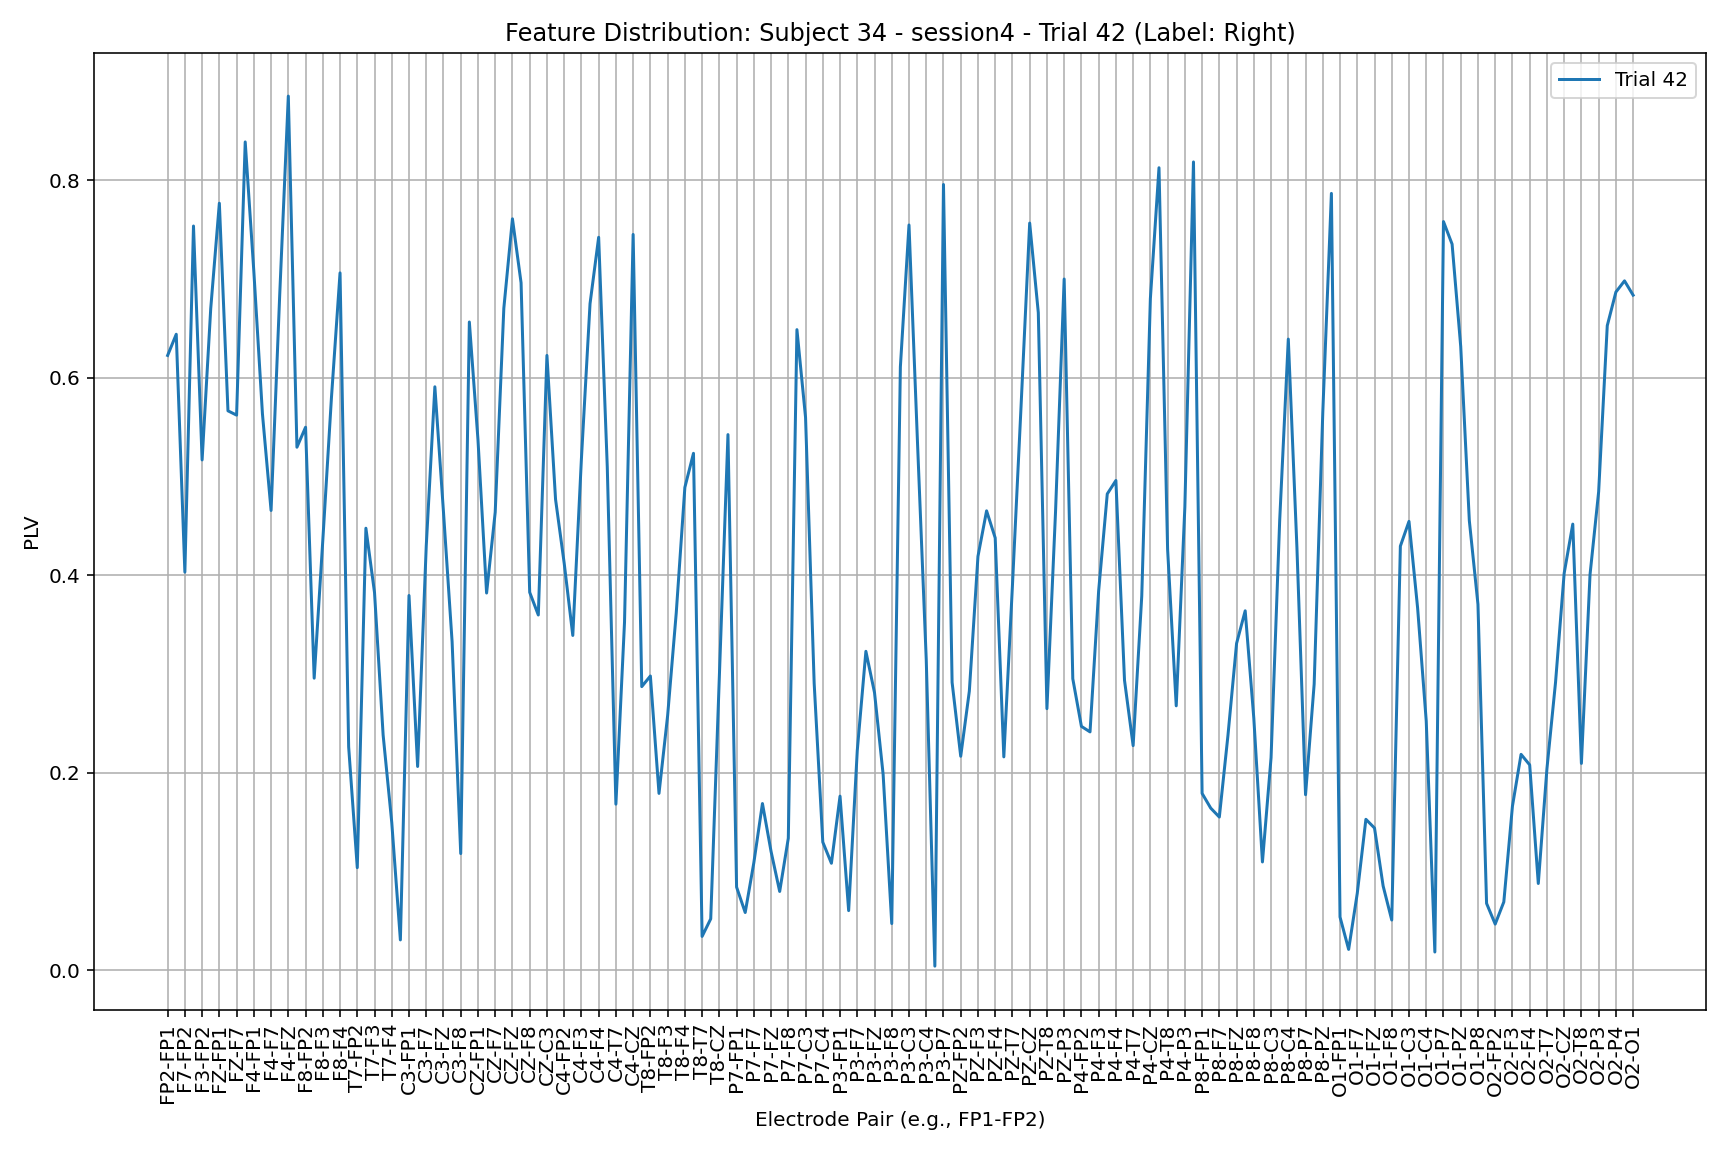 Feature Distribution: Subject 34 - session4 - Trial 42 (Label: Right)
Trial 42
PLV
0.8
0.6
0.4
0.2
0.0
FP2-FP1
F7-FP2
F3-FP2
FZ-FP1
FZ-F7
F4-FP1
F4-F7
F4-FZ
F8-FP2
F8-F3
F8-F4
T7-FP2
T7-F3
T7-F4
C3-FP1
C3-F7
C3-FZ
C3-F8
CZ-FP1
CZ-F7
CZ-FZ
CZ-F8
CZ-C3
C4-FP2
C4-F3
C4-F4
C4-T7
C4-CZ
T8-FP2
T8-F3
T8-F4
T8-T7
T8-CZ
P7-FP1
P7-F7
P7-FZ
P7-F8
P7-C3
P7-C4
P3-FP1
P3-F7
P3-FZ
P3-F8
P3-C3
P3-C4
P3-P7
PZ-FP2
PZ-F3
PZ-F4
PZ-T7
PZ-CZ
PZ-T8
PZ-P3
P4-FP2
P4-F3
P4-F4
P4-T7
P4-CZ
P4-T8
P4-P3
P8-FP1
P8-F7
P8-FZ
P8-F8
P8-C3
P8-C4
P8-P7
P8-PZ
O1-FP1
O1-F7
O1-FZ
O1-F8
O1-C3
O1-C4
O1-P7
O1-PZ
O1-P8
O2-FP2
O2-F3
O2-F4
O2-T7
O2-CZ
O2-T8
O2-P3
O2-P4
O2-O1
Electrode Pair (e.g., FP1-FP2)